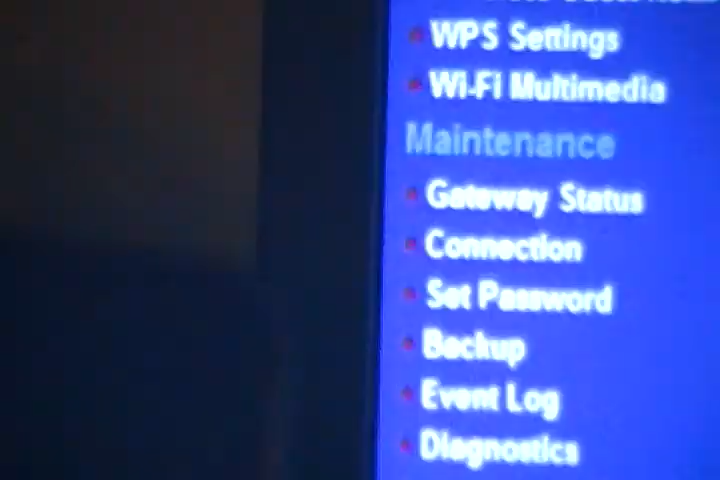 WPS Settings
Wi-Fi Multimedia
Maintenance
Gateway Status
Connection
Set Password
Backup
Event Log
Diagnostics